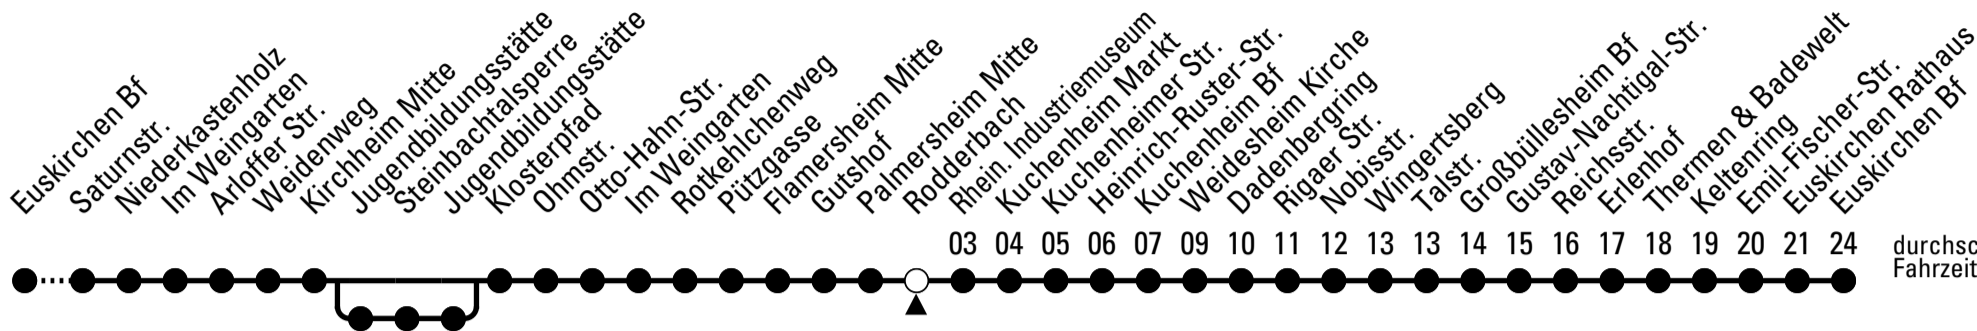 Euskirchen Bf
Saturnstr.
Niederkastenholz
Im Weingarten
Arloffer Str.
Weidenweg
Kirchheim Mitte
Jugendbildungsstätte
Steinbachtalsperre
Jugendbildungsstätte
Klosterpfad
Ohmstr.
Otto-Hahn-Str.
Im Weingarten
Rotkehlchenweg
Pützgasse
Flamersheim Mitte
Gutshof
Palmersheim Mitte
Rodderbach
Rhein. Industriemuseum
Kuchenheim Markt
Kuchenheimer Str.
Heinrich-Ruster-Str.
Kuchenheim Bf
Weidesheim Kirche
Dadenbergring
Rigaer Str.
Nobisstr.
Wingertsberg
Talstr.
Großbüllesheim Bf
Gustav-Nachtigal-Str.
Reichsstr.
Erlenhof
Thermen & Badewelt
Keltenring
Emil-Fischer-Str.
Euskirchen Rathaus
Euskirchen Bf
03 04 05 06 07 09 10 11 12 13 13 14 15 16 17 18 19 20 21 24
durchsc
Fahrzeit